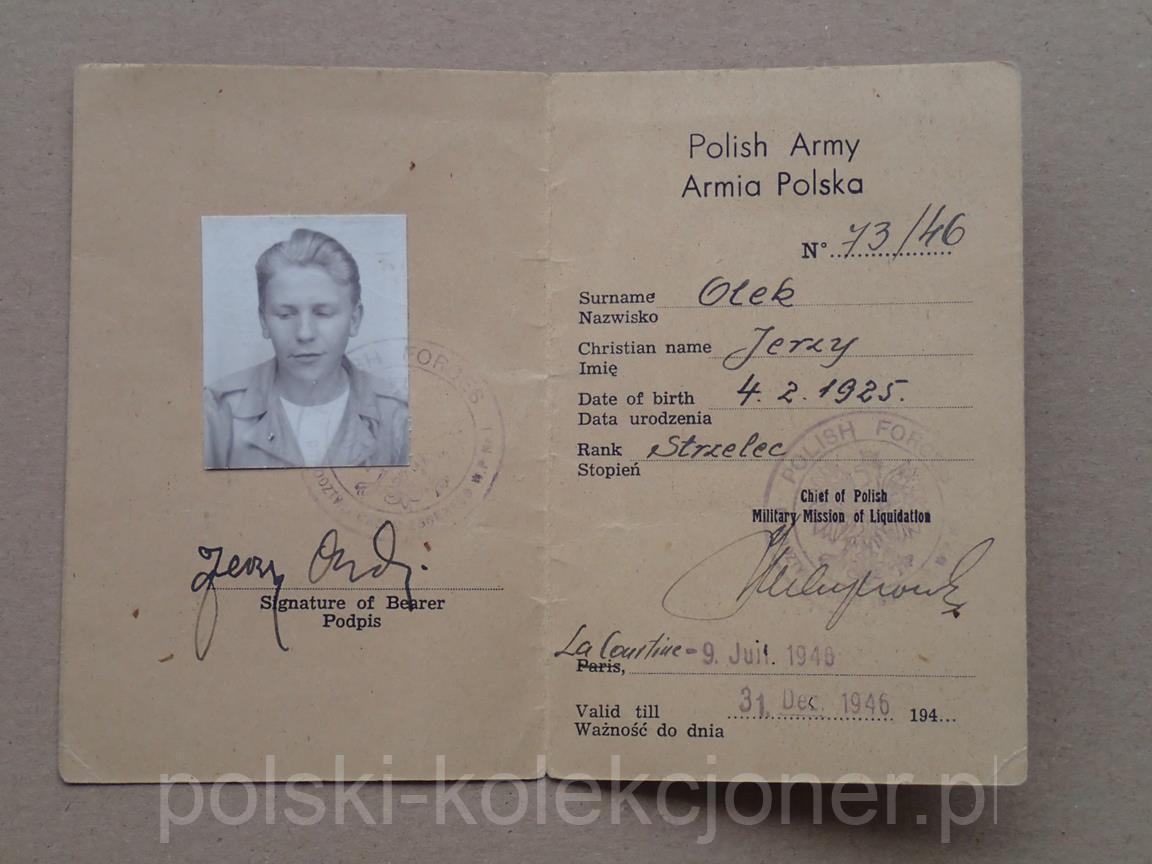 Jerzy
Signature of Bearer
Podpis
Polish Army
Armia Polska
N° 73/46
Surname Olek
Nazwisko
Christian name Jerzy
Imię
Date of birth 4. 2. 1925.
Data urodzenia
Rank Strzelec
Stopień
POLISH FORCES
Chief of Polish
Military Mission of Liquidation
La Courtine - 9. Juil. 1946
Paris,
Valid till 31. Dec. 1946 194...
Ważność do dnia
polski-kolekcjoner.pl